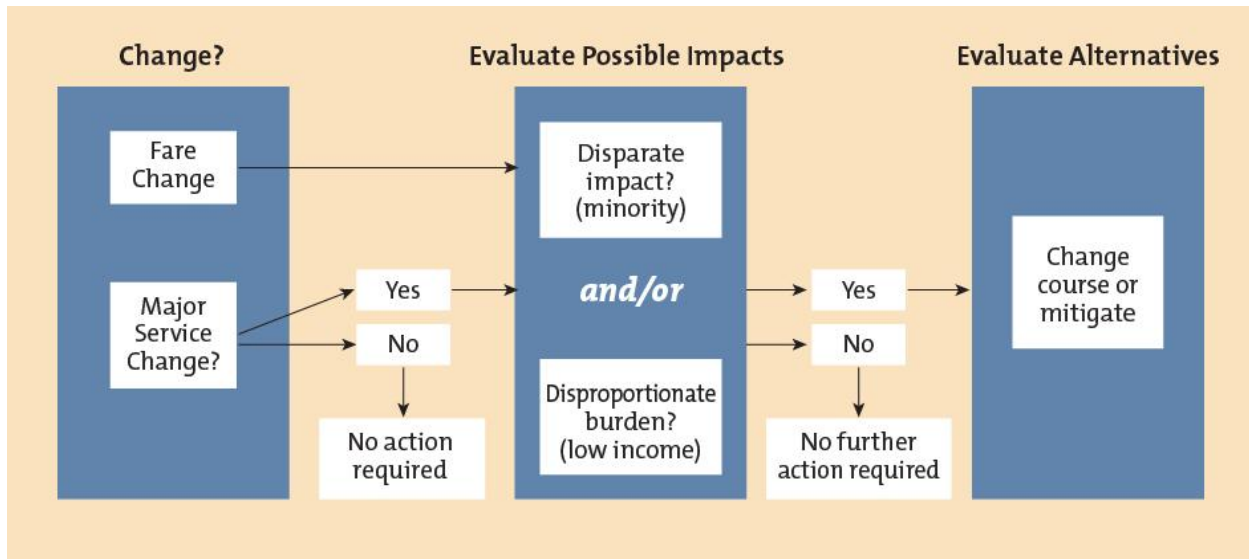 Change?
Fare
Change
Major
Service
Change?
Yes
No
No action
required
Evaluate Possible Impacts
Disparate
impact?
(minority)
and/or
Disproportionate
burden?
(low income)
Yes
No
No further
action required
Evaluate Alternatives
Change
course or
mitigate